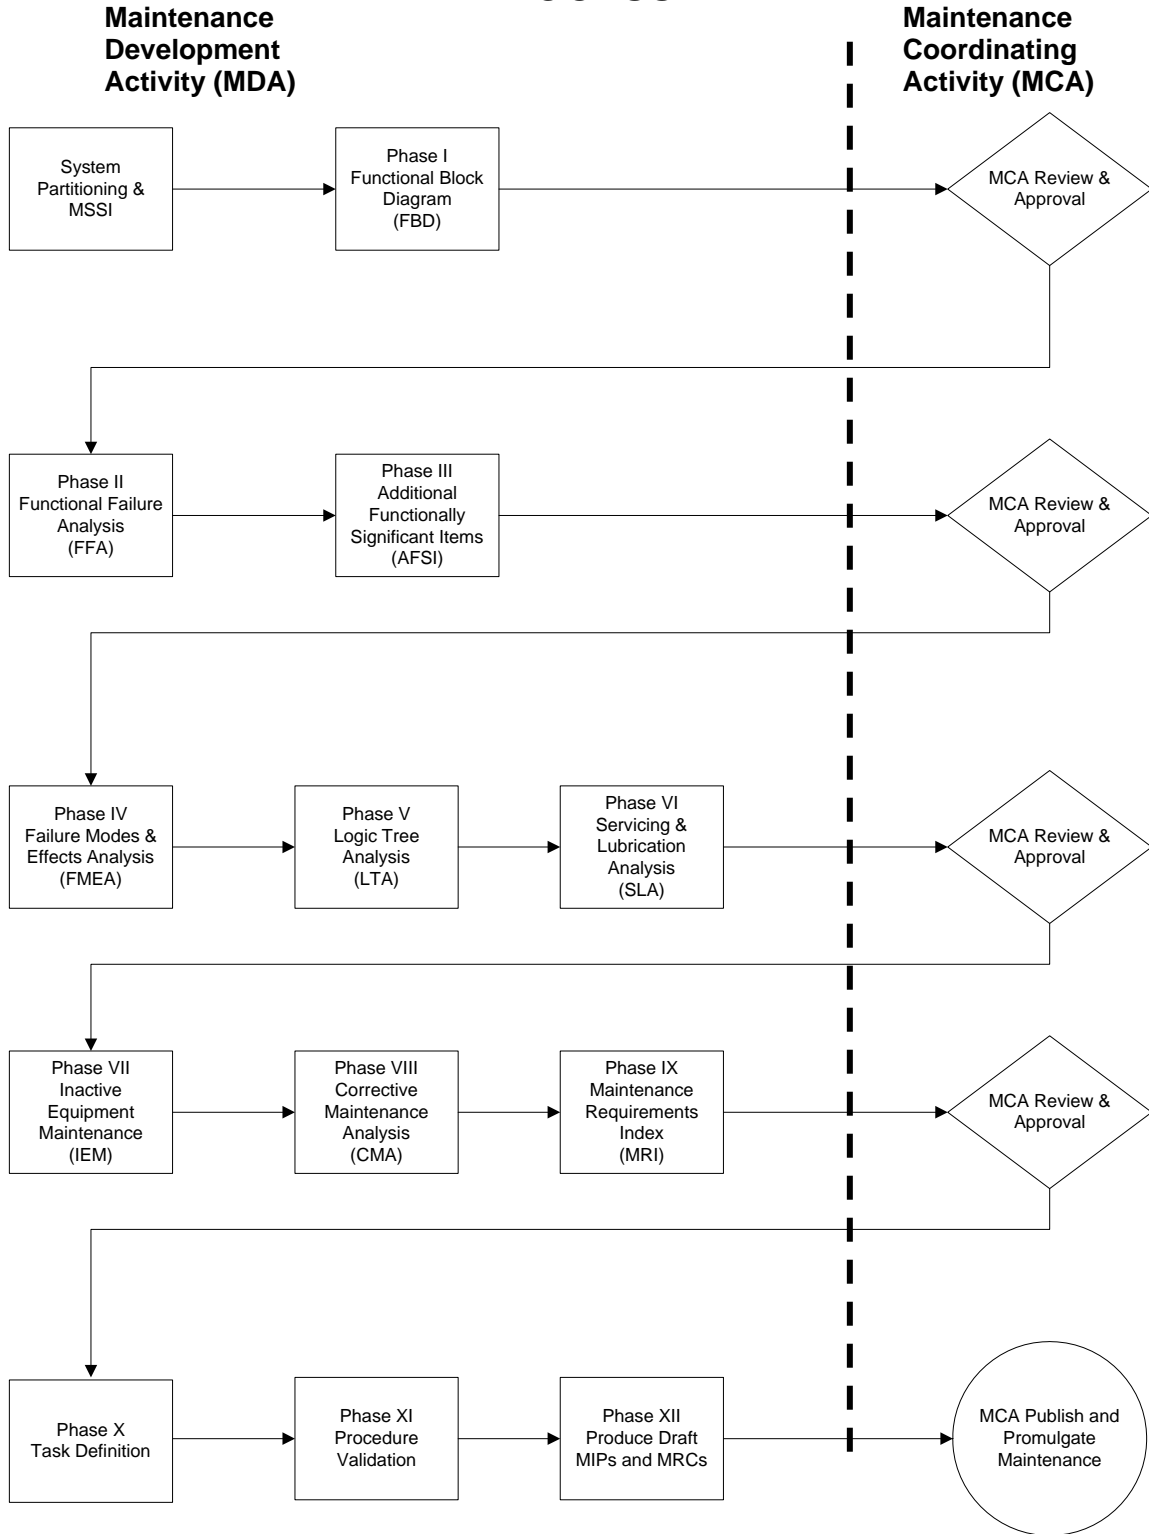 Maintenance
Development
Activity (MDA)
Maintenance
Coordinating
Activity (MCA)
System
Partitioning &
MSSI
Phase I
Functional Block
Diagram
(FBD)
MCA Review &
Approval
Phase II
Functional Failure
Analysis
(FFA)
Phase III
Additional
Functionally
Significant Items
(AFSI)
MCA Review &
Approval
Phase IV
Failure Modes &
Effects Analysis
(FMEA)
Phase V
Logic Tree
Analysis
(LTA)
Phase VI
Servicing &
Lubrication
Analysis
(SLA)
MCA Review &
Approval
Phase VII
Inactive
Equipment
Maintenance
(IEM)
Phase VIII
Corrective
Maintenance
Analysis
(CMA)
Phase IX
Maintenance
Requirements
Index
(MRI)
MCA Review &
Approval
Phase X
Task Definition
Phase XI
Procedure
Validation
Phase XII
Produce Draft
MIPs and MRCs
MCA Publish and
Promulgate
Maintenance